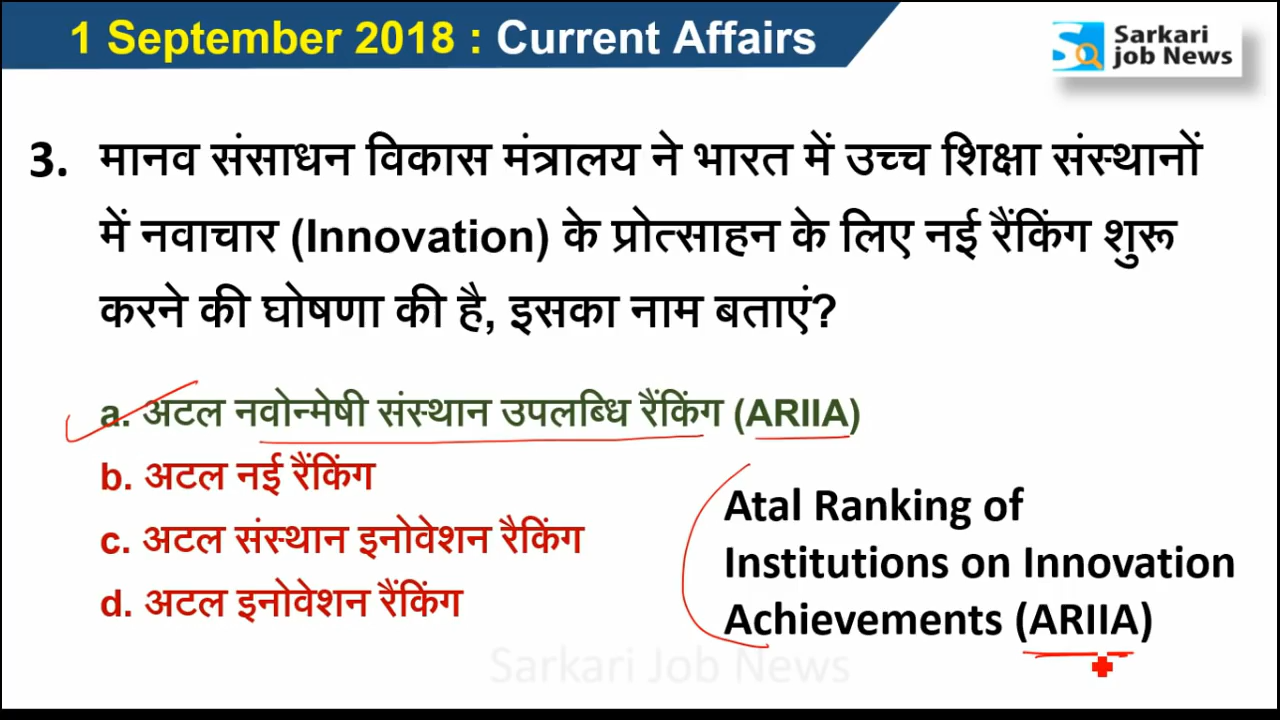 1 September 2018 : Current Affairs
Sarkari
Job News
3. मानव संसाधन विकास मंत्रालय ने भारत में उच्च शिक्षा संस्थानों
में नवाचार (Innovation) के प्रोत्साहन के लिए नई रैंकिंग शुरू
करने की घोषणा की है, इसका नाम बताएं?
a. अटल नवोन्मेषी संस्थान उपलब्धि रैंकिंग (ARIIA)
b. अटल नई रैंकिंग
c. अटल संस्थान इनोवेशन रैकिंग
d. अटल इनोवेशन रैंकिंग
Atal Ranking of
Institutions on Innovation
Achievements (ARIIA)
Sarkari Job News